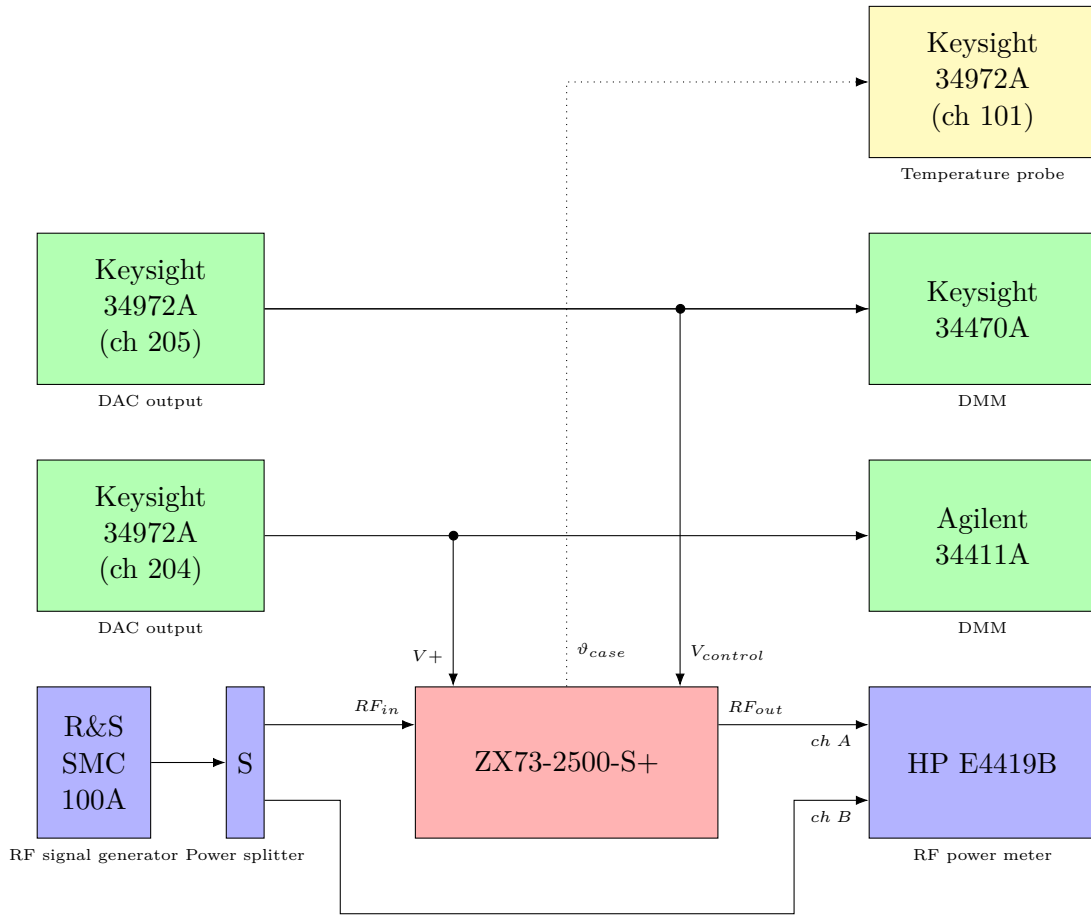 Keysight
34972A
(ch 101)
Temperature probe
Keysight
34972A
(ch 205)
DAC output
Keysight
34470A
DMM
Keysight
34972A
(ch 204)
DAC output
Agilent
34411A
DMM
V+
ϑcase
Vcontrol
R&S
SMC
100A
RF signal generator
S
Power splitter
RFin
ZX73-2500-S+
RFout
ch A
ch B
HP E4419B
RF power meter